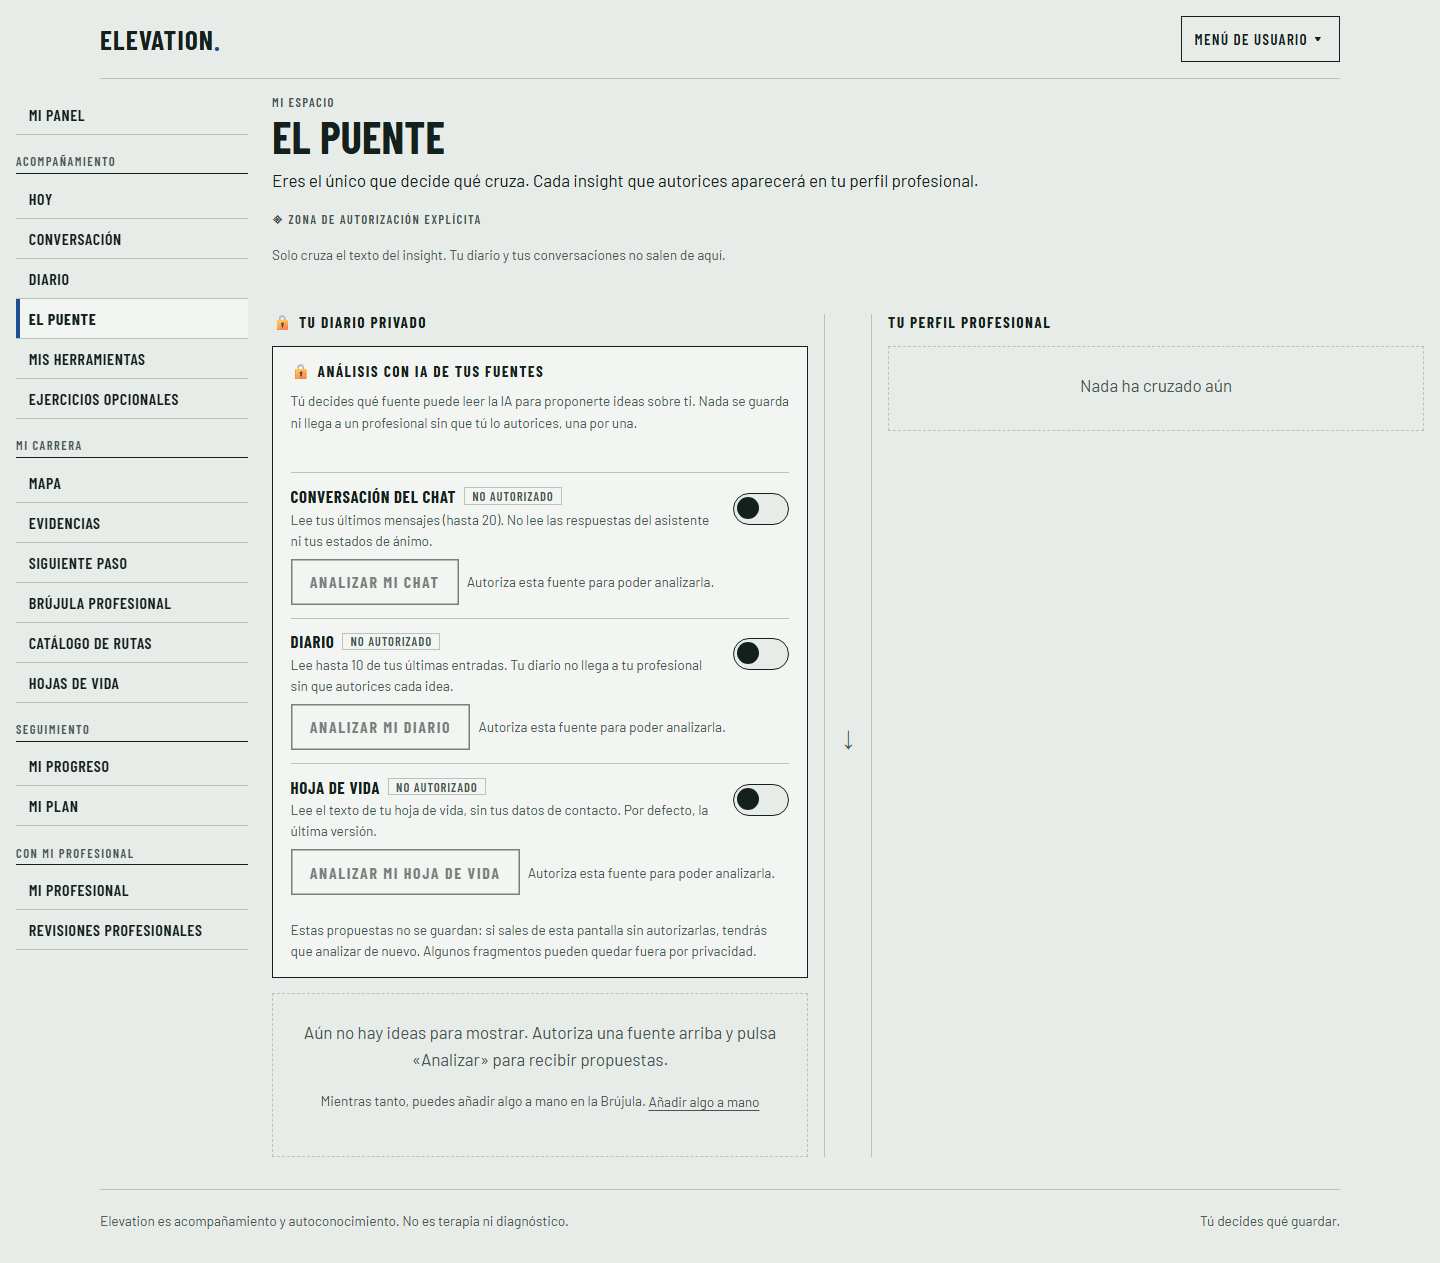 ELEVATION.
MENÚ DE USUARIO
MI PANEL
ACOMPAÑAMIENTO
HOY
CONVERSACIÓN
DIARIO
EL PUENTE
MIS HERRAMIENTAS
EJERCICIOS OPCIONALES
MI CARRERA
MAPA
EVIDENCIAS
SIGUIENTE PASO
BRÚJULA PROFESIONAL
CATÁLOGO DE RUTAS
HOJAS DE VIDA
SEGUIMIENTO
MI PROGRESO
MI PLAN
CON MI PROFESIONAL
MI PROFESIONAL
REVISIONES PROFESIONALES
MI ESPACIO
EL PUENTE
Eres el único que decide qué cruza. Cada insight que autorices aparecerá en tu perfil profesional.
ZONA DE AUTORIZACIÓN EXPLÍCITA
Solo cruza el texto del insight. Tu diario y tus conversaciones no salen de aquí.
TU DIARIO PRIVADO
ANÁLISIS CON IA DE TUS FUENTES
Tú decides qué fuente puede leer la IA para proponerte ideas sobre ti. Nada se guarda
ni llega a un profesional sin que tú lo autorices, una por una.
CONVERSACIÓN DEL CHAT NO AUTORIZADO
Lee tus últimos mensajes (hasta 20). No lee las respuestas del asistente
ni tus estados de ánimo.
ANALIZAR MI CHAT Autoriza esta fuente para poder analizarla.
DIARIO NO AUTORIZADO
Lee hasta 10 de tus últimas entradas. Tu diario no llega a tu profesional
sin que autorices cada idea.
ANALIZAR MI DIARIO Autoriza esta fuente para poder analizarla.
HOJA DE VIDA NO AUTORIZADO
Lee el texto de tu hoja de vida, sin tus datos de contacto. Por defecto, la
última versión.
ANALIZAR MI HOJA DE VIDA Autoriza esta fuente para poder analizarla.
Estas propuestas no se guardan: si sales de esta pantalla sin autorizarlas, tendrás
que analizar de nuevo. Algunos fragmentos pueden quedar fuera por privacidad.
Aún no hay ideas para mostrar. Autoriza una fuente arriba y pulsa
«Analizar» para recibir propuestas.
Mientras tanto, puedes añadir algo a mano en la Brújula. Añadir algo a mano
↓
TU PERFIL PROFESIONAL
Nada ha cruzado aún
Elevation es acompañamiento y autoconocimiento. No es terapia ni diagnóstico.
Tú decides qué guardar.